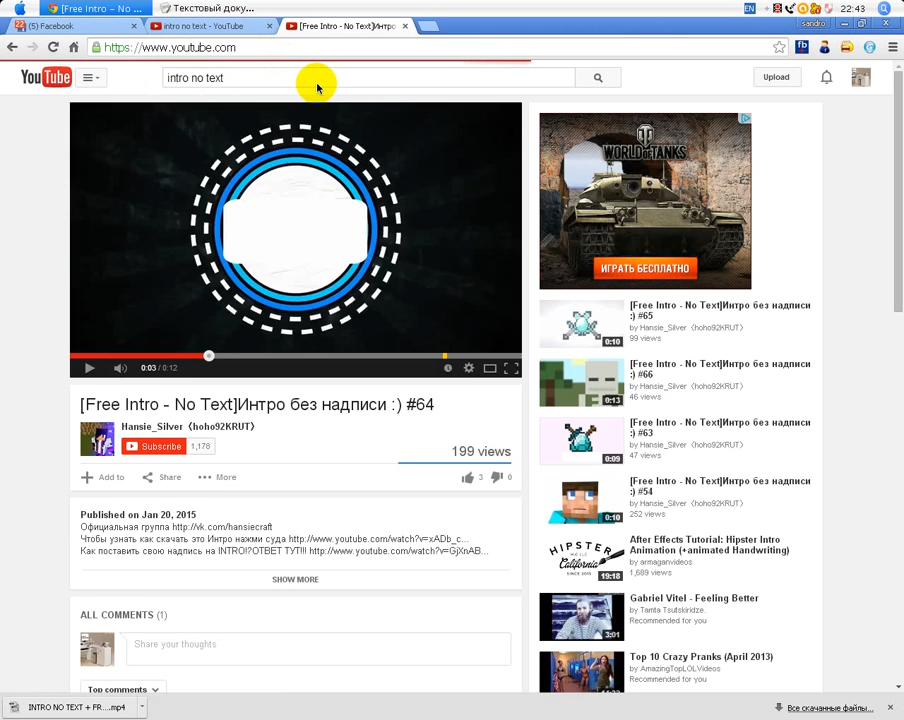 [Free Intro – No ...
Текстовый доку...
EN
22:43
(5) Facebook
intro no text - YouTube
[Free Intro - No Text]Интро
sandro
https://www.youtube.com
fb
YouTube
intro no text
Upload
WORLD OF TANKS
ИГРАТЬ БЕСПЛАТНО
0:03 / 0:12
[Free Intro - No Text]Интро без надписи :) #64
Hansie_Silver《hoho92KRUT》
Subscribe
1,178
199 views
Add to
Share
More
3
0
Published on Jan 20, 2015
Официальная группа http://vk.com/hansiecraft
Чтобы узнать как скачать это Интро нажми суда http://www.youtube.com/watch?v=xADb_c...
Как поставить свою надпись на INTRO!?ОТВЕТ ТУТ!!! http://www.youtube.com/watch?v=GjXnAB...
SHOW MORE
ALL COMMENTS (1)
Share your thoughts
Top comments
[Free Intro - No Text]Интро без надписи
:) #65
by Hansie_Silver《hoho92KRUT》
99 views
0:10
[Free Intro - No Text]Интро без надписи
:) #66
by Hansie_Silver《hoho92KRUT》
46 views
0:13
[Free Intro - No Text]Интро без надписи
:) #63
by Hansie_Silver《hoho92KRUT》
47 views
0:09
[Free Intro - No Text]Интро без надписи
:) #54
by Hansie_Silver《hoho92KRUT》
252 views
0:10
After Effects Tutorial: Hipster Intro
Animation (+animated Handwriting)
by armaganvideos
1,689 views
HIPSTER
California
19:18
Gabriel Vitel - Feeling Better
by Tamta Tsutskiridze.
Recommended for you
3:01
Top 10 Crazy Pranks (April 2013)
by AmazingTopLOLVideos
Recommended for you
INTRO NO TEXT + FR....mp4
Все скачанные файлы...